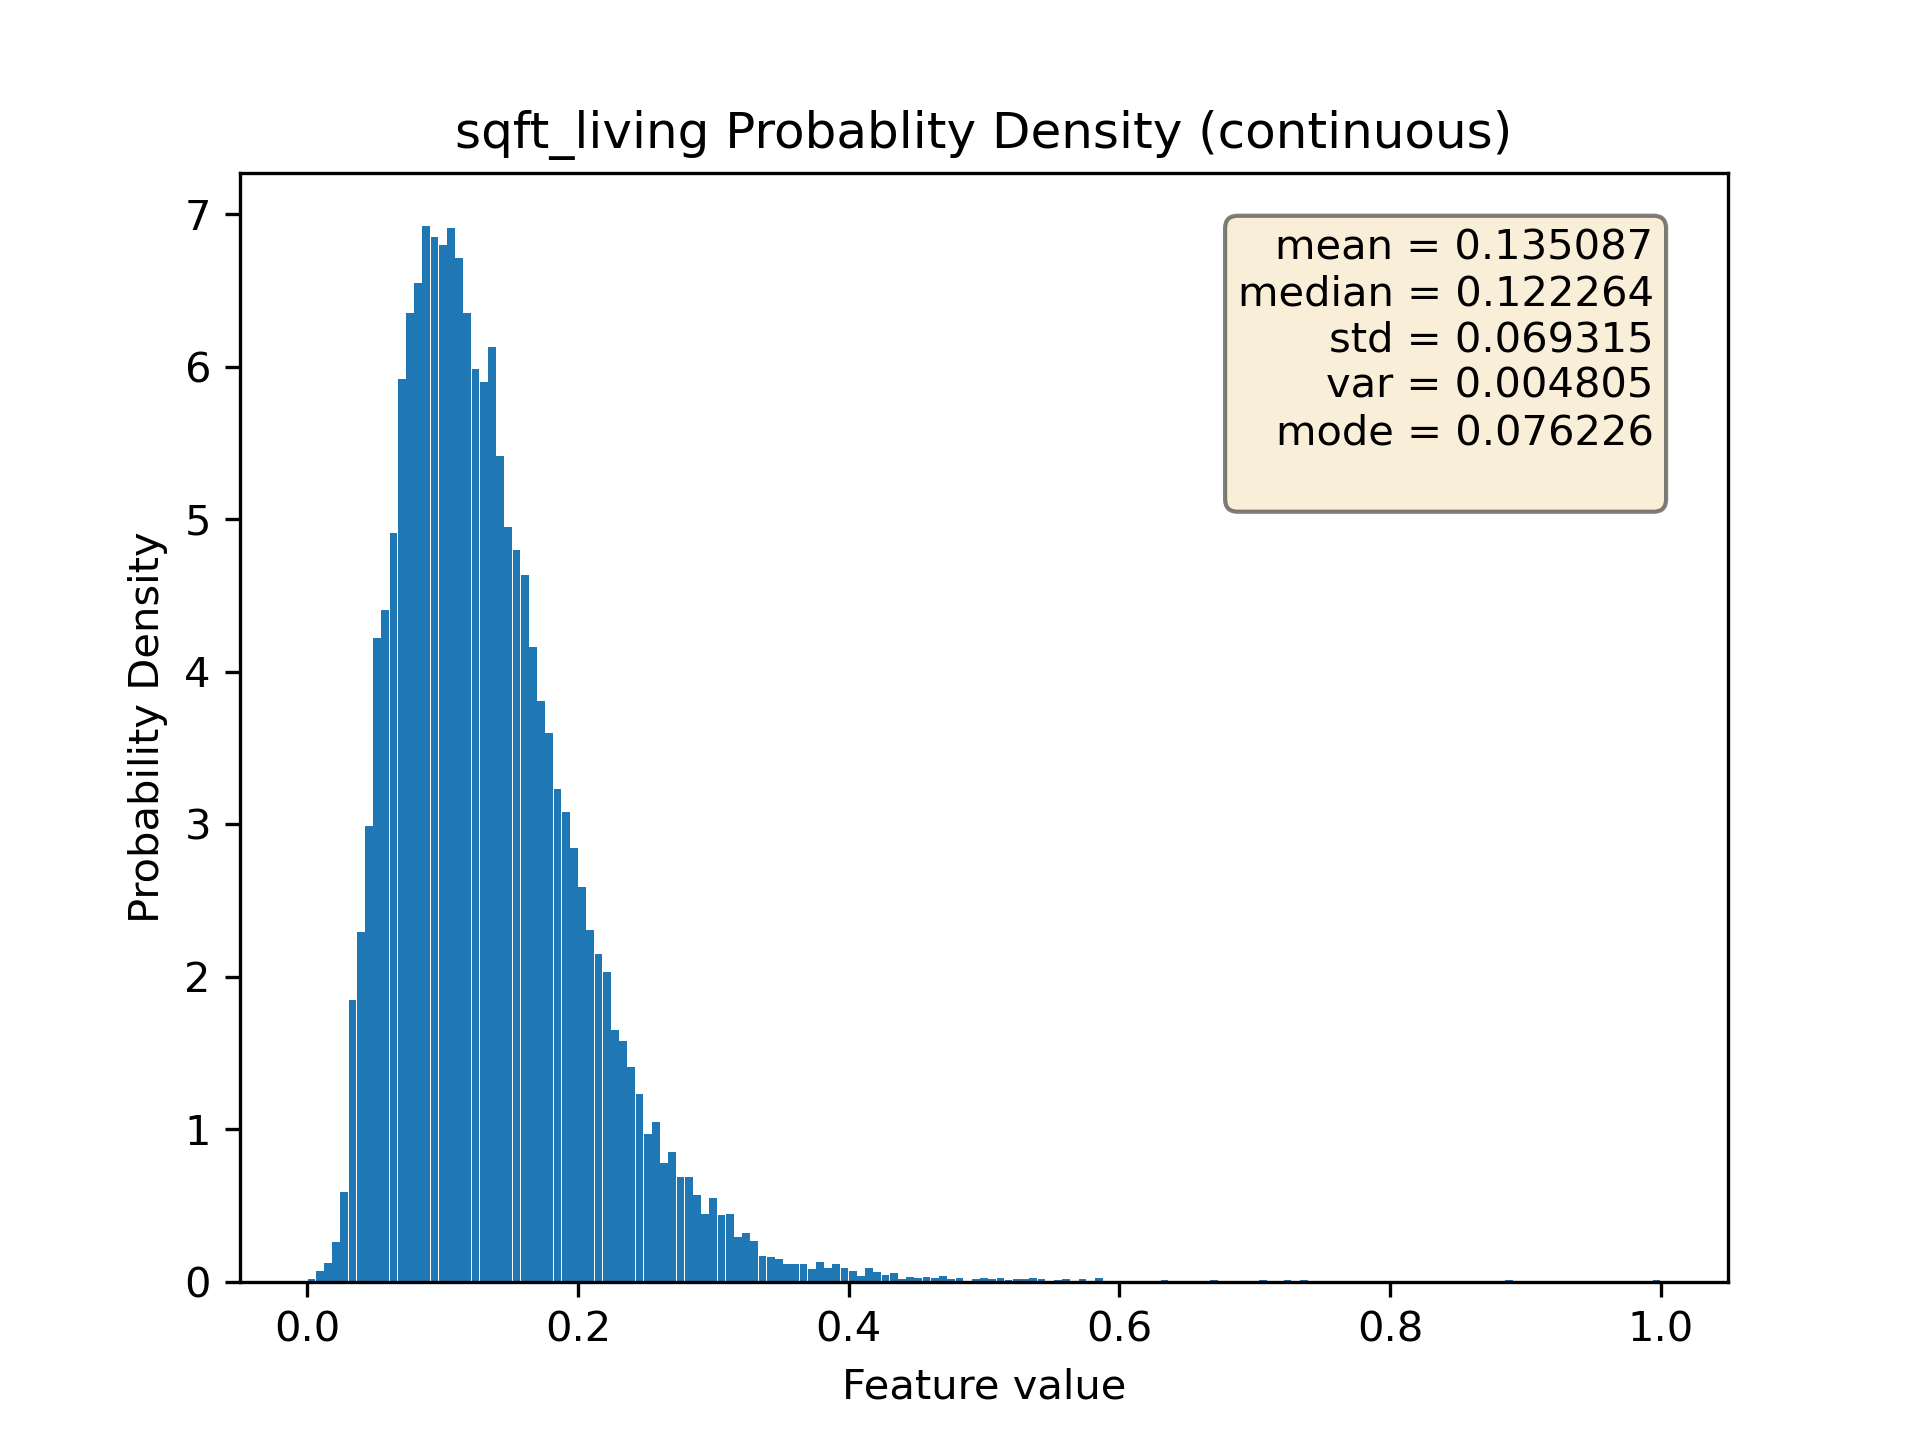 sqft_living Probablity Density (continuous)
mean = 0.135087
median = 0.122264
std = 0.069315
var = 0.004805
mode = 0.076226
7
6
5
4
3
2
1
0
Probability Density
0.0 0.2 0.4 0.6 0.8 1.0
Feature value